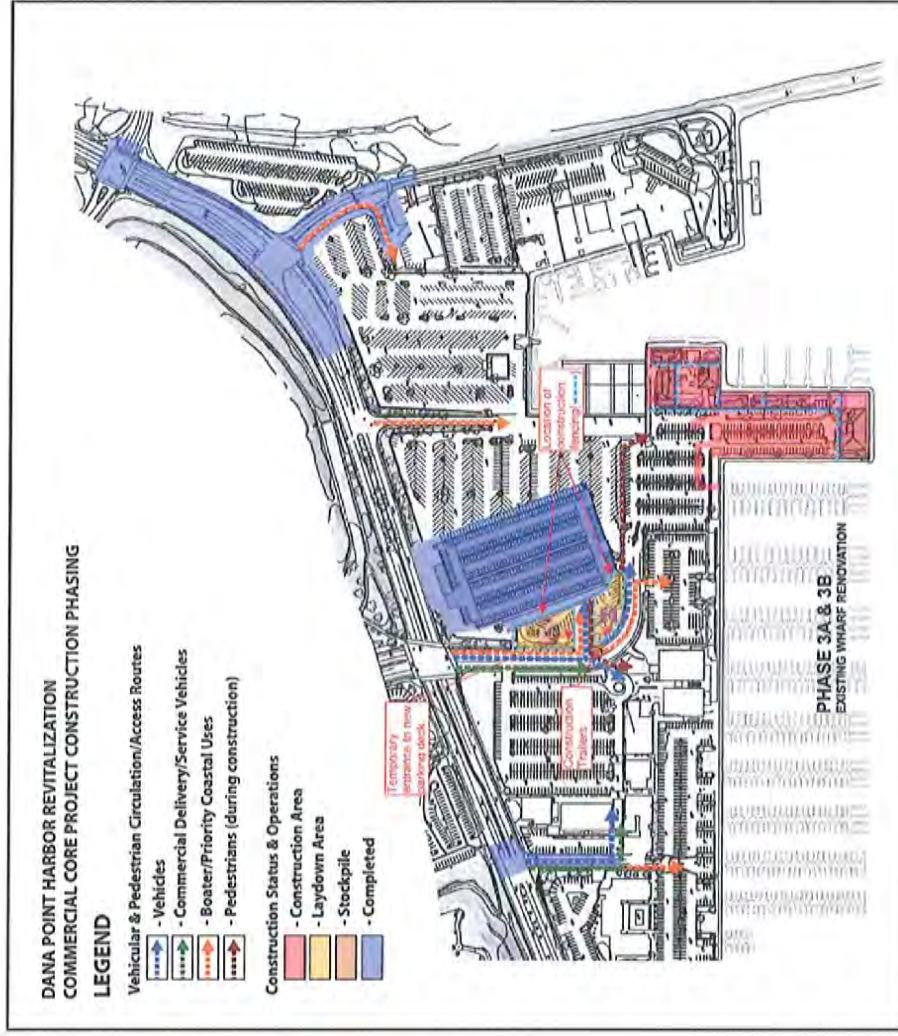 DANA POINT HARBOR REVITALIZATION
COMMERCIAL CORE PROJECT CONSTRUCTION PHASING
LEGEND
Vehicular & Pedestrian Circulation/Access Routes
- Vehicles
- Commercial Delivery/Service Vehicles
- Boater/Priority Coastal Uses
- Pedestrians (during construction)
Construction Status & Operations
- Construction Area
- Laydown Area
- Stockpile
- Completed
Temporary
entrance to new
parking deck
Construction
Trailers
Location of
construction
fencing
PHASE 3A & 3B
EXISTING WHARF RENOVATION